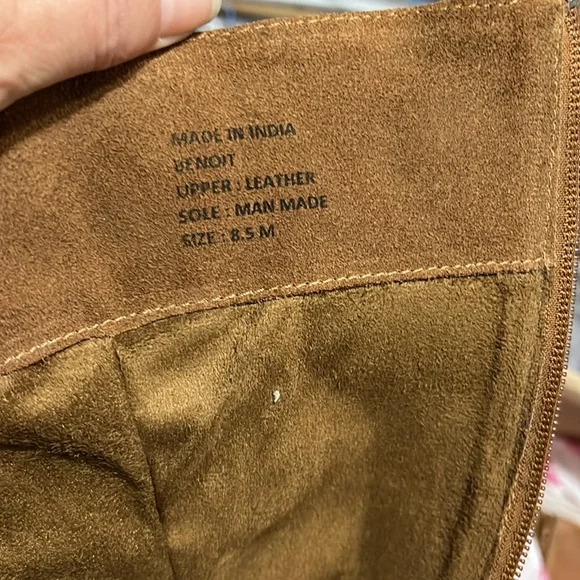 MADE IN INDIA
BENOIT
UPPER : LEATHER
SOLE : MAN MADE
SIZE : 8.5 M